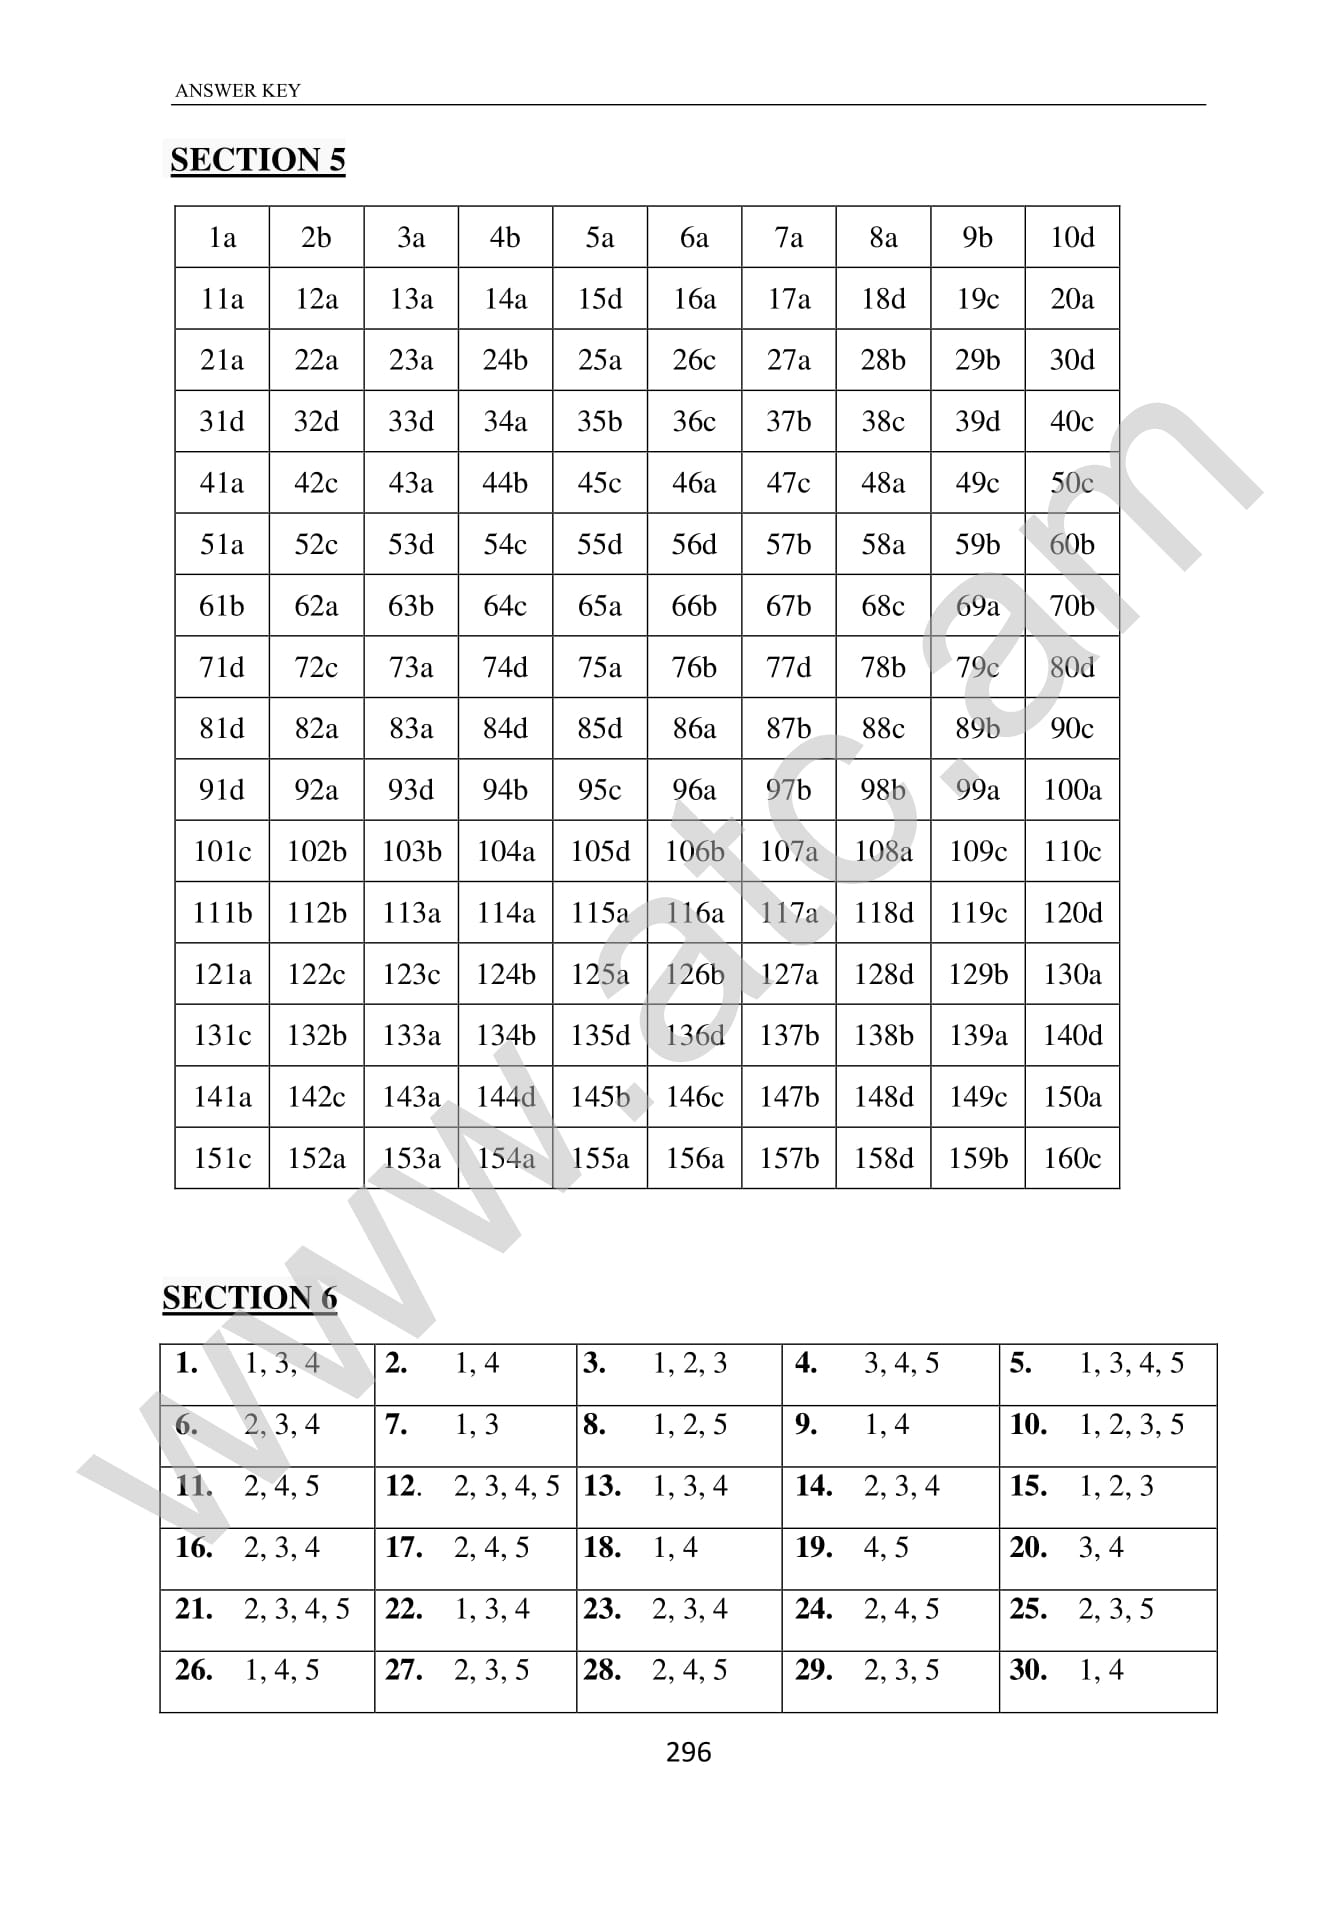 ANSWER KEY
SECTION 5
1a 2b 3a 4b 5a 6a 7a 8a 9b 10d
11a 12a 13a 14a 15d 16a 17a 18d 19c 20a
21a 22a 23a 24b 25a 26c 27a 28b 29b 30d
31d 32d 33d 34a 35b 36c 37b 38c 39d 40c
41a 42c 43a 44b 45c 46a 47c 48a 49c 50c
51a 52c 53d 54c 55d 56d 57b 58a 59b 60b
61b 62a 63b 64c 65a 66b 67b 68c 69a 70b
71d 72c 73a 74d 75a 76b 77d 78b 79c 80d
81d 82a 83a 84d 85d 86a 87b 88c 89b 90c
91d 92a 93d 94b 95c 96a 97b 98b 99a 100a
101c 102b 103b 104a 105d 106b 107a 108a 109c 110c
111b 112b 113a 114a 115a 116a 117a 118d 119c 120d
121a 122c 123c 124b 125a 126b 127a 128d 129b 130a
131c 132b 133a 134b 135d 136d 137b 138b 139a 140d
141a 142c 143a 144d 145b 146c 147b 148d 149c 150a
151c 152a 153a 154a 155a 156a 157b 158d 159b 160c
SECTION 6
1. 1, 3, 4 2. 1, 4 3. 1, 2, 3 4. 3, 4, 5 5. 1, 3, 4, 5
6. 2, 3, 4 7. 1, 3 8. 1, 2, 5 9. 1, 4 10. 1, 2, 3, 5
11. 2, 4, 5 12. 2, 3, 4, 5 13. 1, 3, 4 14. 2, 3, 4 15. 1, 2, 3
16. 2, 3, 4 17. 2, 4, 5 18. 1, 4 19. 4, 5 20. 3, 4
21. 2, 3, 4, 5 22. 1, 3, 4 23. 2, 3, 4 24. 2, 4, 5 25. 2, 3, 5
26. 1, 4, 5 27. 2, 3, 5 28. 2, 4, 5 29. 2, 3, 5 30. 1, 4
296
www.atc.am